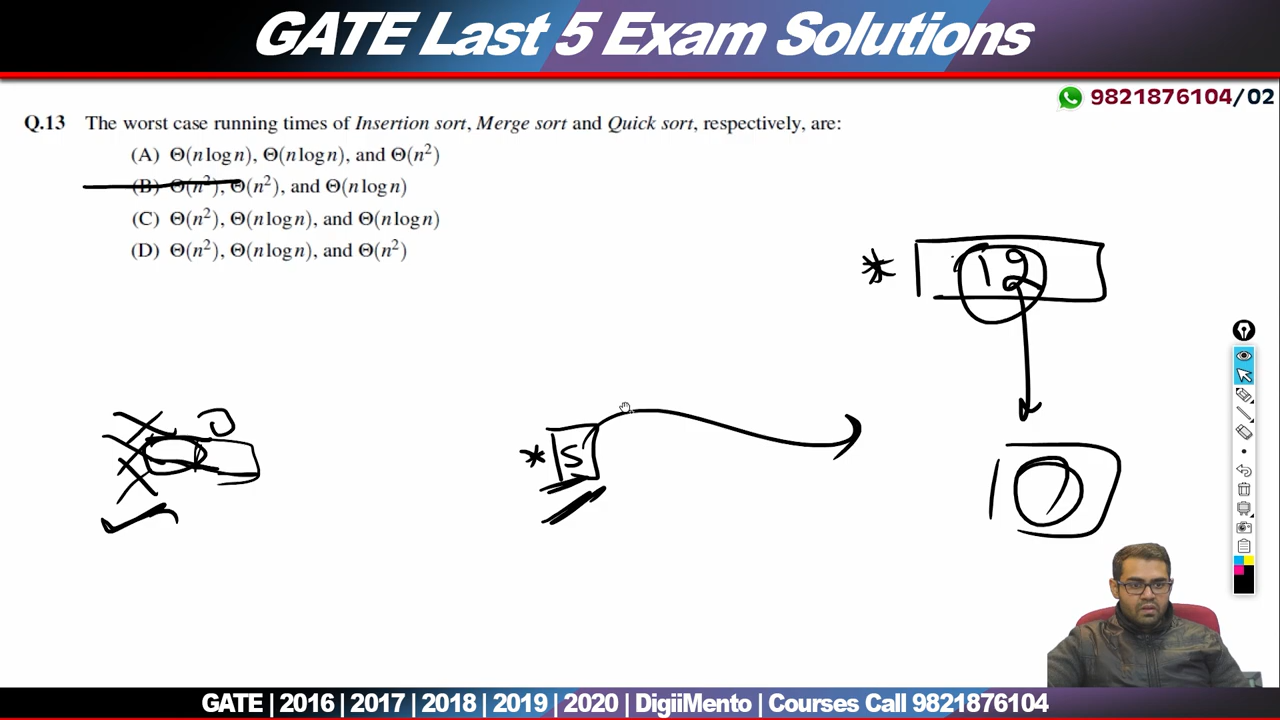 GATE Last 5 Exam Solutions
9821876104/02
Q.13 The worst case running times of Insertion sort, Merge sort and Quick sort, respectively, are:
(A) Θ(n log n), Θ(n log n), and Θ(n²)
(B) Θ(n²), Θ(n²), and Θ(n log n)
(C) Θ(n²), Θ(n log n), and Θ(n log n)
(D) Θ(n²), Θ(n log n), and Θ(n²)
* 12
* 5
GATE | 2016 | 2017 | 2018 | 2019 | 2020 | DigiiMento | Courses Call 9821876104